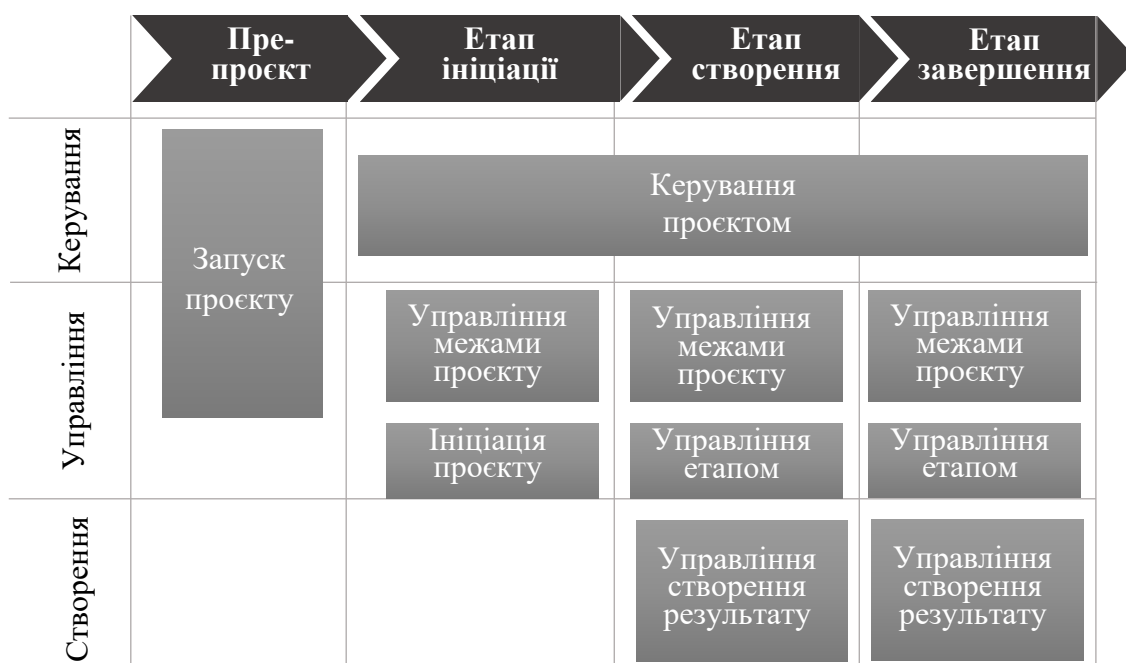 Пре-
проєкт
Етап
ініціації
Етап
створення
Етап
завершення
Керування
Запуск
проєкту
Керування
проєктом
Управління
Управління
межами
проєкту
Управління
межами
проєкту
Управління
межами
проєкту
Ініціація
проєкту
Управління
етапом
Управління
етапом
Створення
Управління
створення
результату
Управління
створення
результату